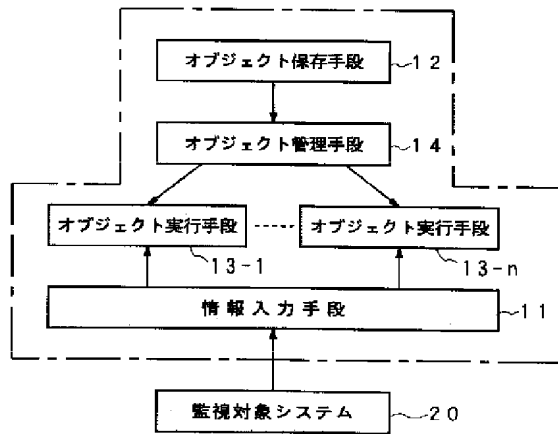 オブジェクト保存手段 12
オブジェクト管理手段 14
オブジェクト実行手段 オブジェクト実行手段
13-1 13-n
情報入力手段 11
監視対象システム 20